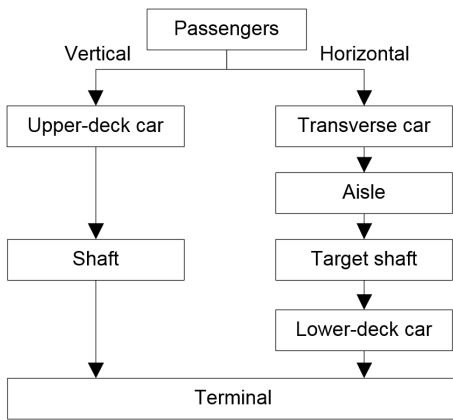 Passengers
Vertical
Horizontal
Upper-deck car
Transverse car
Aisle
Shaft
Target shaft
Lower-deck car
Terminal